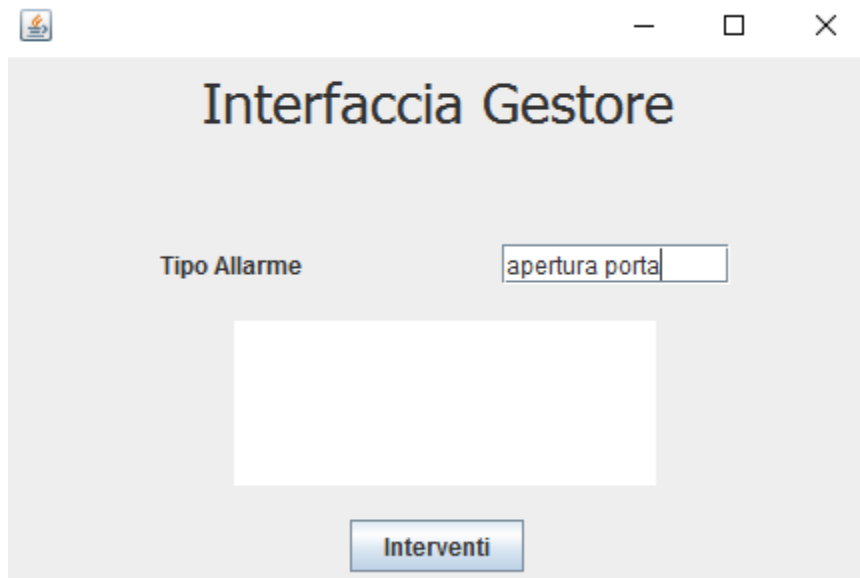 Interfaccia Gestore
Tipo Allarme
apertura porta
Interventi